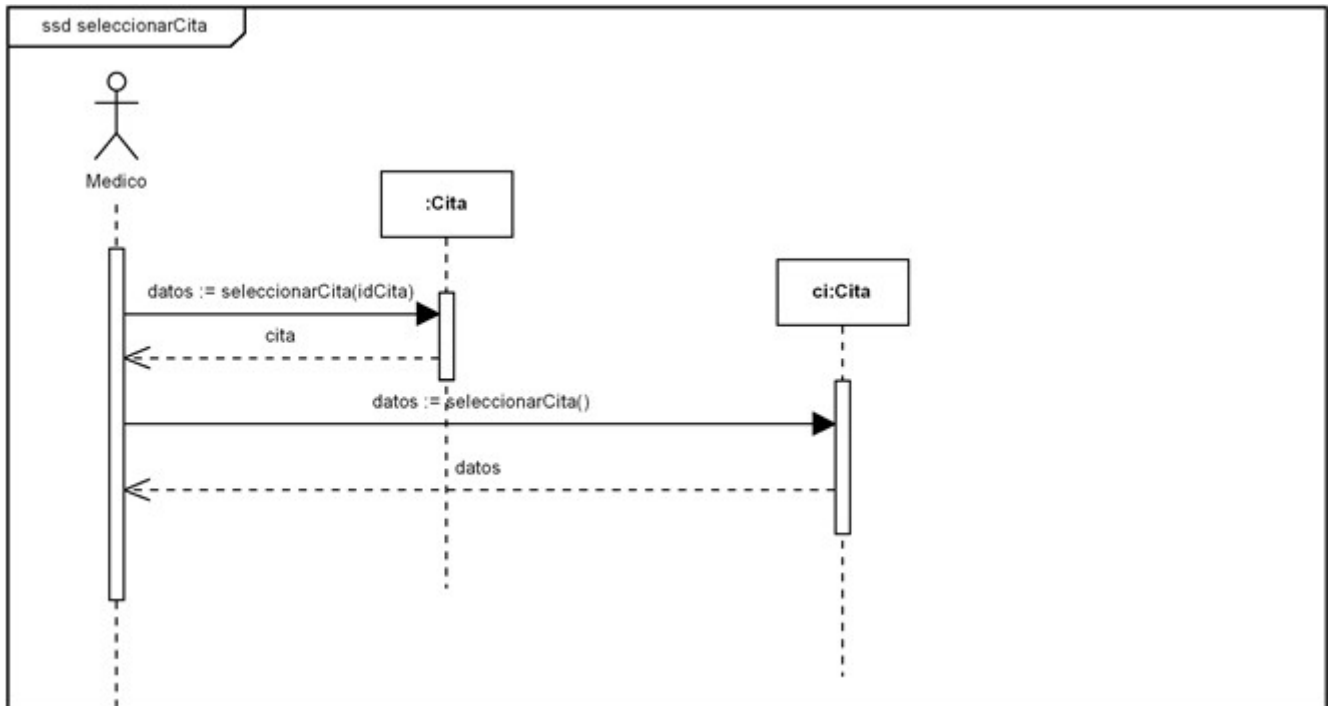 ssd seleccionarCita
Medico
:Cita
ci:Cita
datos := seleccionarCita(idCita)
cita
datos := seleccionarCita()
datos